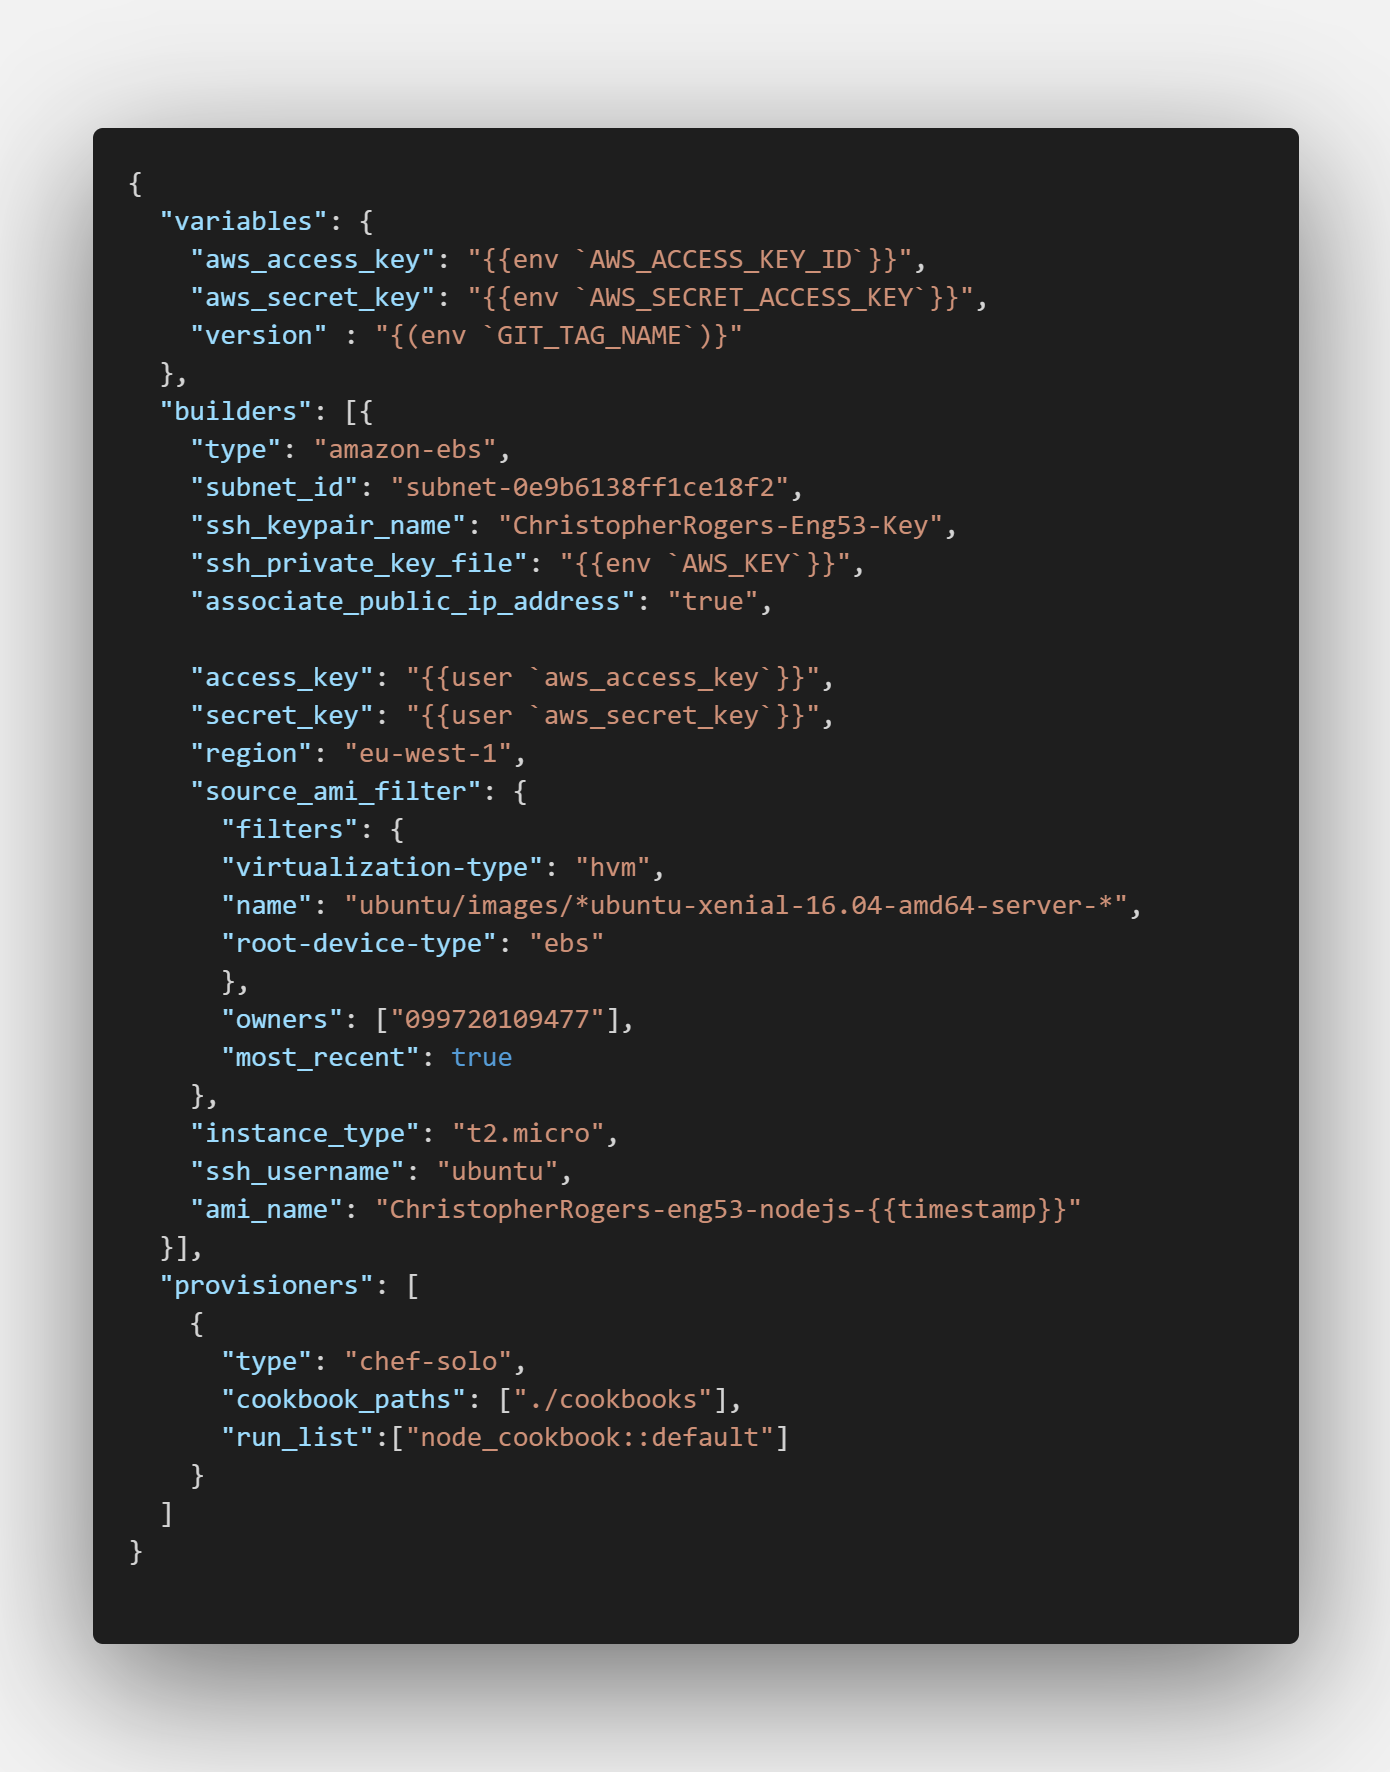 {
  "variables": {
    "aws_access_key": "{{env `AWS_ACCESS_KEY_ID`}}",
    "aws_secret_key": "{{env `AWS_SECRET_ACCESS_KEY`}}",
    "version" : "{(env `GIT_TAG_NAME`)}"
  },
  "builders": [{
    "type": "amazon-ebs",
    "subnet_id": "subnet-0e9b6138ff1ce18f2",
    "ssh_keypair_name": "ChristopherRogers-Eng53-Key",
    "ssh_private_key_file": "{{env `AWS_KEY`}}",
    "associate_public_ip_address": "true",

    "access_key": "{{user `aws_access_key`}}",
    "secret_key": "{{user `aws_secret_key`}}",
    "region": "eu-west-1",
    "source_ami_filter": {
      "filters": {
      "virtualization-type": "hvm",
      "name": "ubuntu/images/*ubuntu-xenial-16.04-amd64-server-*",
      "root-device-type": "ebs"
      },
      "owners": ["099720109477"],
      "most_recent": true
    },
    "instance_type": "t2.micro",
    "ssh_username": "ubuntu",
    "ami_name": "ChristopherRogers-eng53-nodejs-{{timestamp}}"
  }],
  "provisioners": [
    {
      "type": "chef-solo",
      "cookbook_paths": ["./cookbooks"],
      "run_list":["node_cookbook::default"]
    }
  ]
}